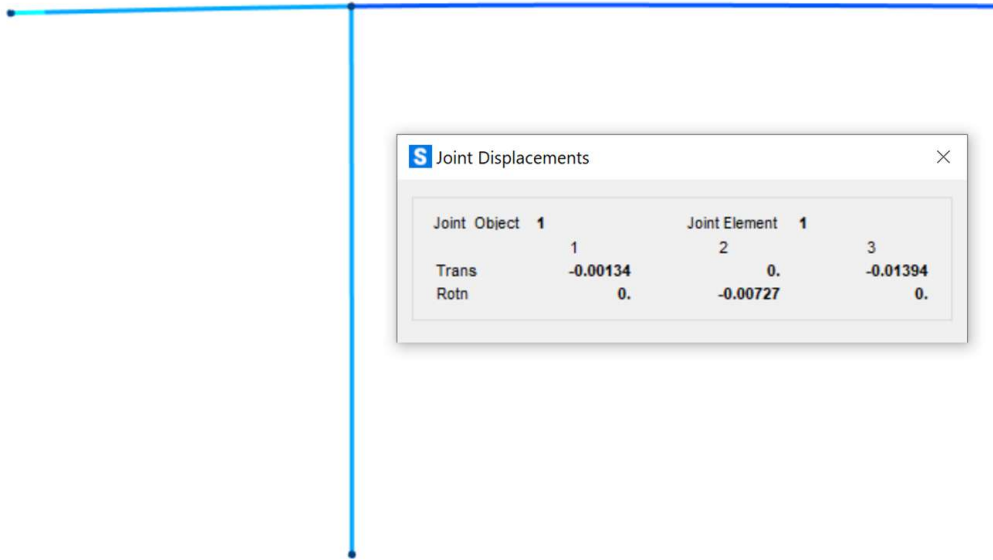 S Joint Displacements
Joint Object 1 Joint Element 1
1 2 3
Trans -0.00134 0. -0.01394
Rotn 0. -0.00727 0.